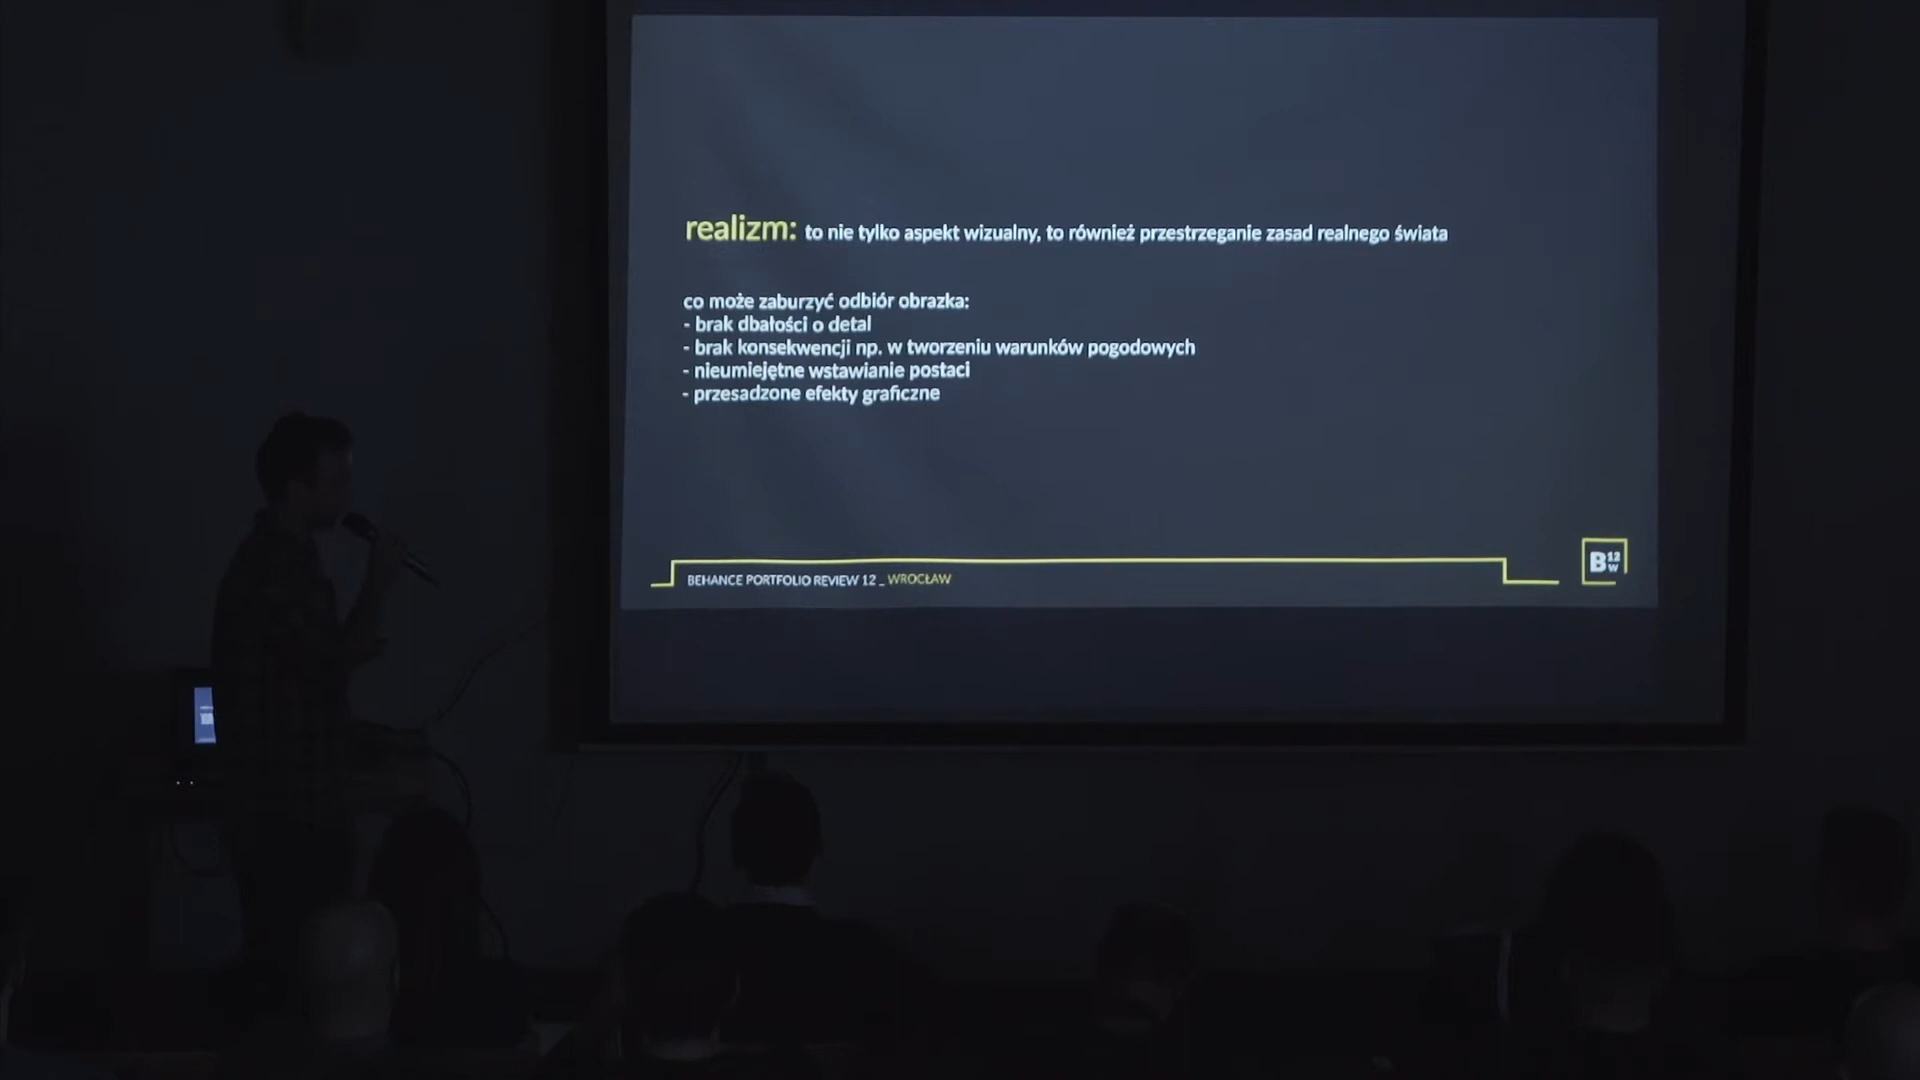 realizm: to nie tylko aspekt wizualny, to również przestrzeganie zasad realnego świata
co może zaburzyć odbiór obrazka:
- brak dbałości o detal
- brak konsekwencji np. w tworzeniu warunków pogodowych
- nieumiejętne wstawianie postaci
- przesadzone efekty graficzne
BEHANCE PORTFOLIO REVIEW 12 _ WROCŁAW
B 12 W